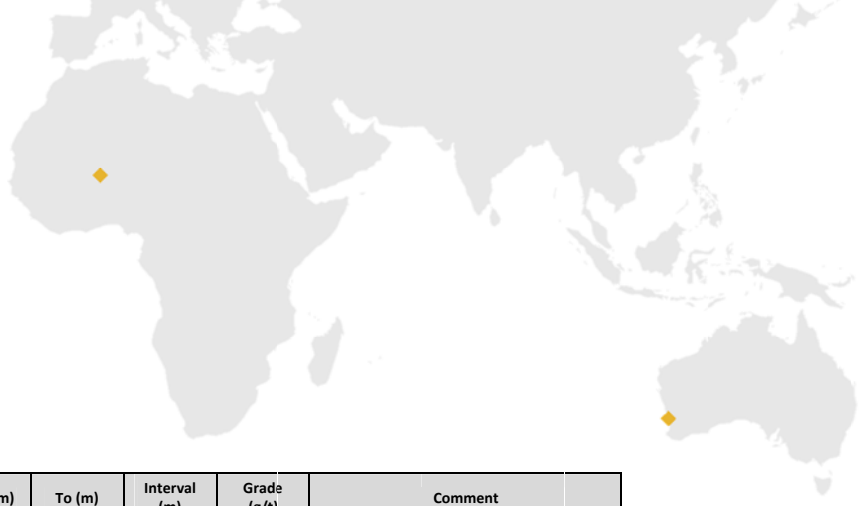 m)
To (m)
Interval
(m)
Grade
(g/t)
Comment